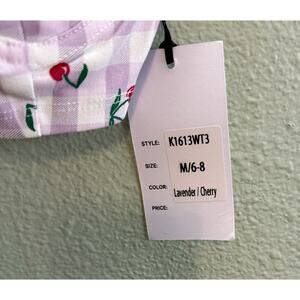 STYLE: K1613WT3
SIZE: M/6-8
COLOR: Lavender / Cherry
PRICE: